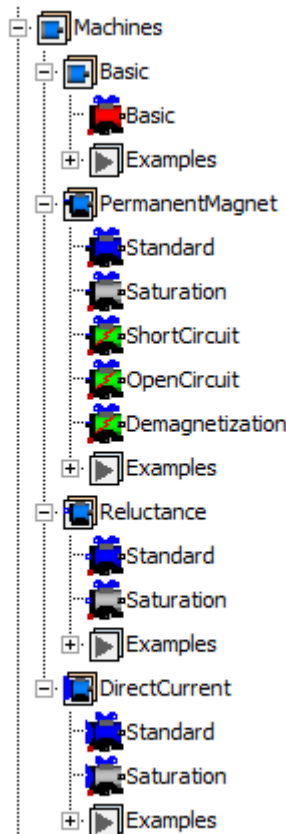 Machines
Basic
Basic
Examples
PermanentMagnet
Standard
Saturation
ShortCircuit
OpenCircuit
Demagnetization
Examples
Reluctance
Standard
Saturation
Examples
DirectCurrent
Standard
Saturation
Examples